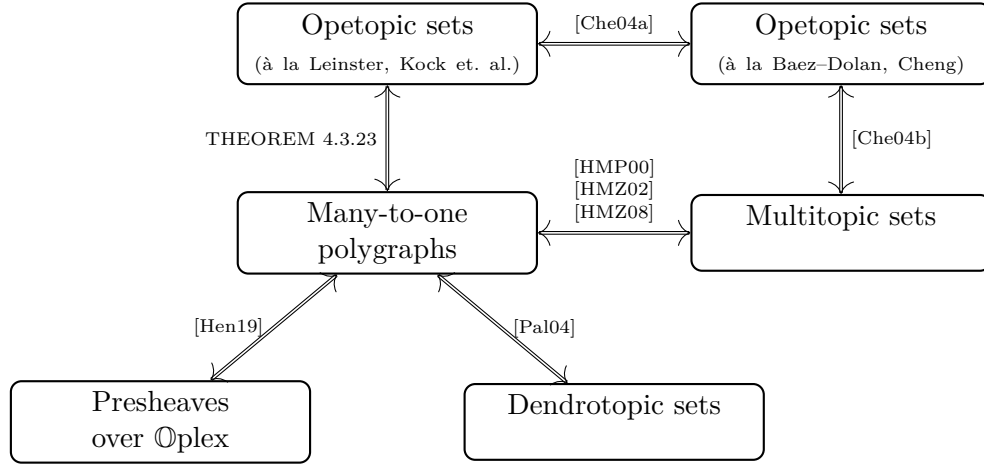 Opetopic sets
(à la Leinster, Kock et. al.)
[Che04a]
Opetopic sets
(à la Baez–Dolan, Cheng)
THEOREM 4.3.23
[Che04b]
[HMP00]
[HMZ02]
[HMZ08]
Many-to-one
polygraphs
Multitopic sets
[Hen19]
[Pal04]
Presheaves
over 𝕆plex
Dendrotopic sets